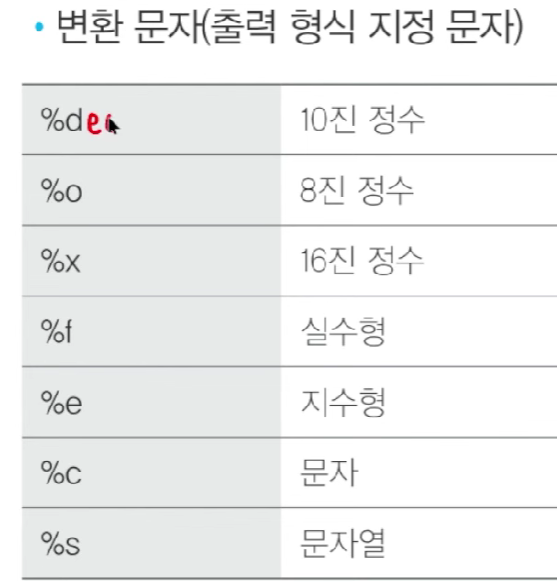 • 변환 문자(출력 형식 지정 문자)
%dec 10진 정수
%o 8진 정수
%x 16진 정수
%f 실수형
%e 지수형
%c 문자
%s 문자열